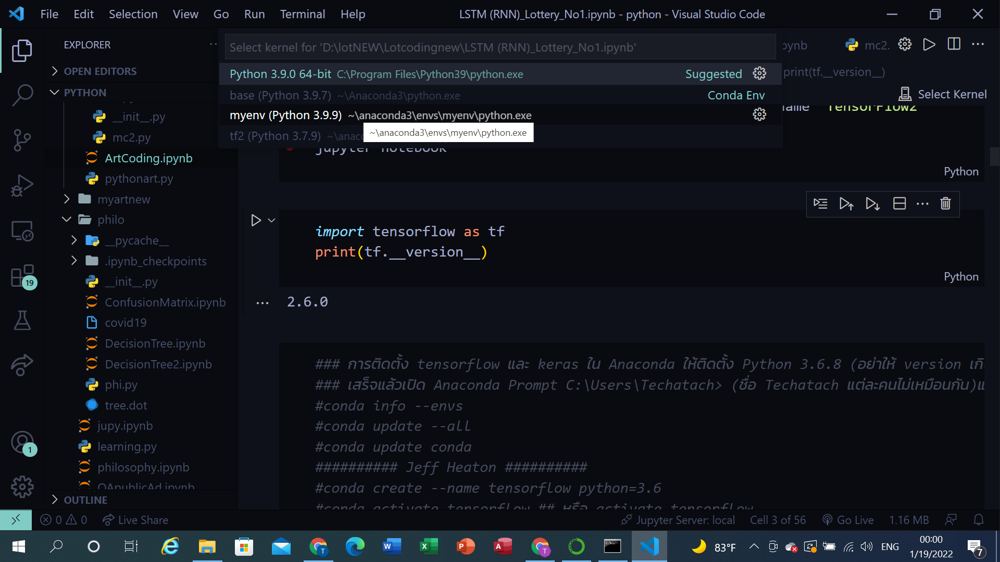 File Edit Selection View Go Run Terminal Help
LSTM (RNN)_Lottery_No1.ipynb - python - Visual Studio Code
EXPLORER
OPEN EDITORS
PYTHON
__init__.py
mc2.py
ArtCoding.ipynb
pythonart.py
myartnew
philo
__pycache__
.ipynb_checkpoints
__init__.py
ConfusionMatrix.ipynb
covid19
DecisionTree.ipynb
DecisionTree2.ipynb
phi.py
tree.dot
jupy.ipynb
learning.py
philosophy.ipynb
QApublicAd.ipynb
OUTLINE
19
1
Select kernel for 'D:\lotNEW\Lotcodingnew\LSTM (RNN)_Lottery_No1.ipynb'
Python 3.9.0 64-bit C:\Program Files\Python39\python.exe Suggested
base (Python 3.9.7) ~\Anaconda3\python.exe Conda Env
myenv (Python 3.9.9) ~\anaconda3\envs\myenv\python.exe
tf2 (Python 3.7.9) ~\anac
~\anaconda3\envs\myenv\python.exe
ynb
mc2.
print(tf.__version__)
Select Kernel
name TensorFlow2
jupyter notebook
Python
import tensorflow as tf
print(tf.__version__)
Python
2.6.0
### การติดตั้ง tensorflow และ keras ใน Anaconda ให้ติดตั้ง Python 3.6.8 (อย่าให้ version เกิ
### เสร็จแล้วเปิด Anaconda Prompt C:\Users\Techatach> (ชื่อ Techatach แต่ละคนไม่เหมือนกัน)แ
#conda info --envs
#conda update --all
#conda update conda
########## Jeff Heaton ##########
#conda create --name tensorflow python=3.6
#conda activate tensorflow ## หรือ activate tensorflow
0 0 Live Share
Jupyter Server: local Cell 3 of 56 Go Live 1.16 MB
83°F ENG
00:00
1/19/2022
7